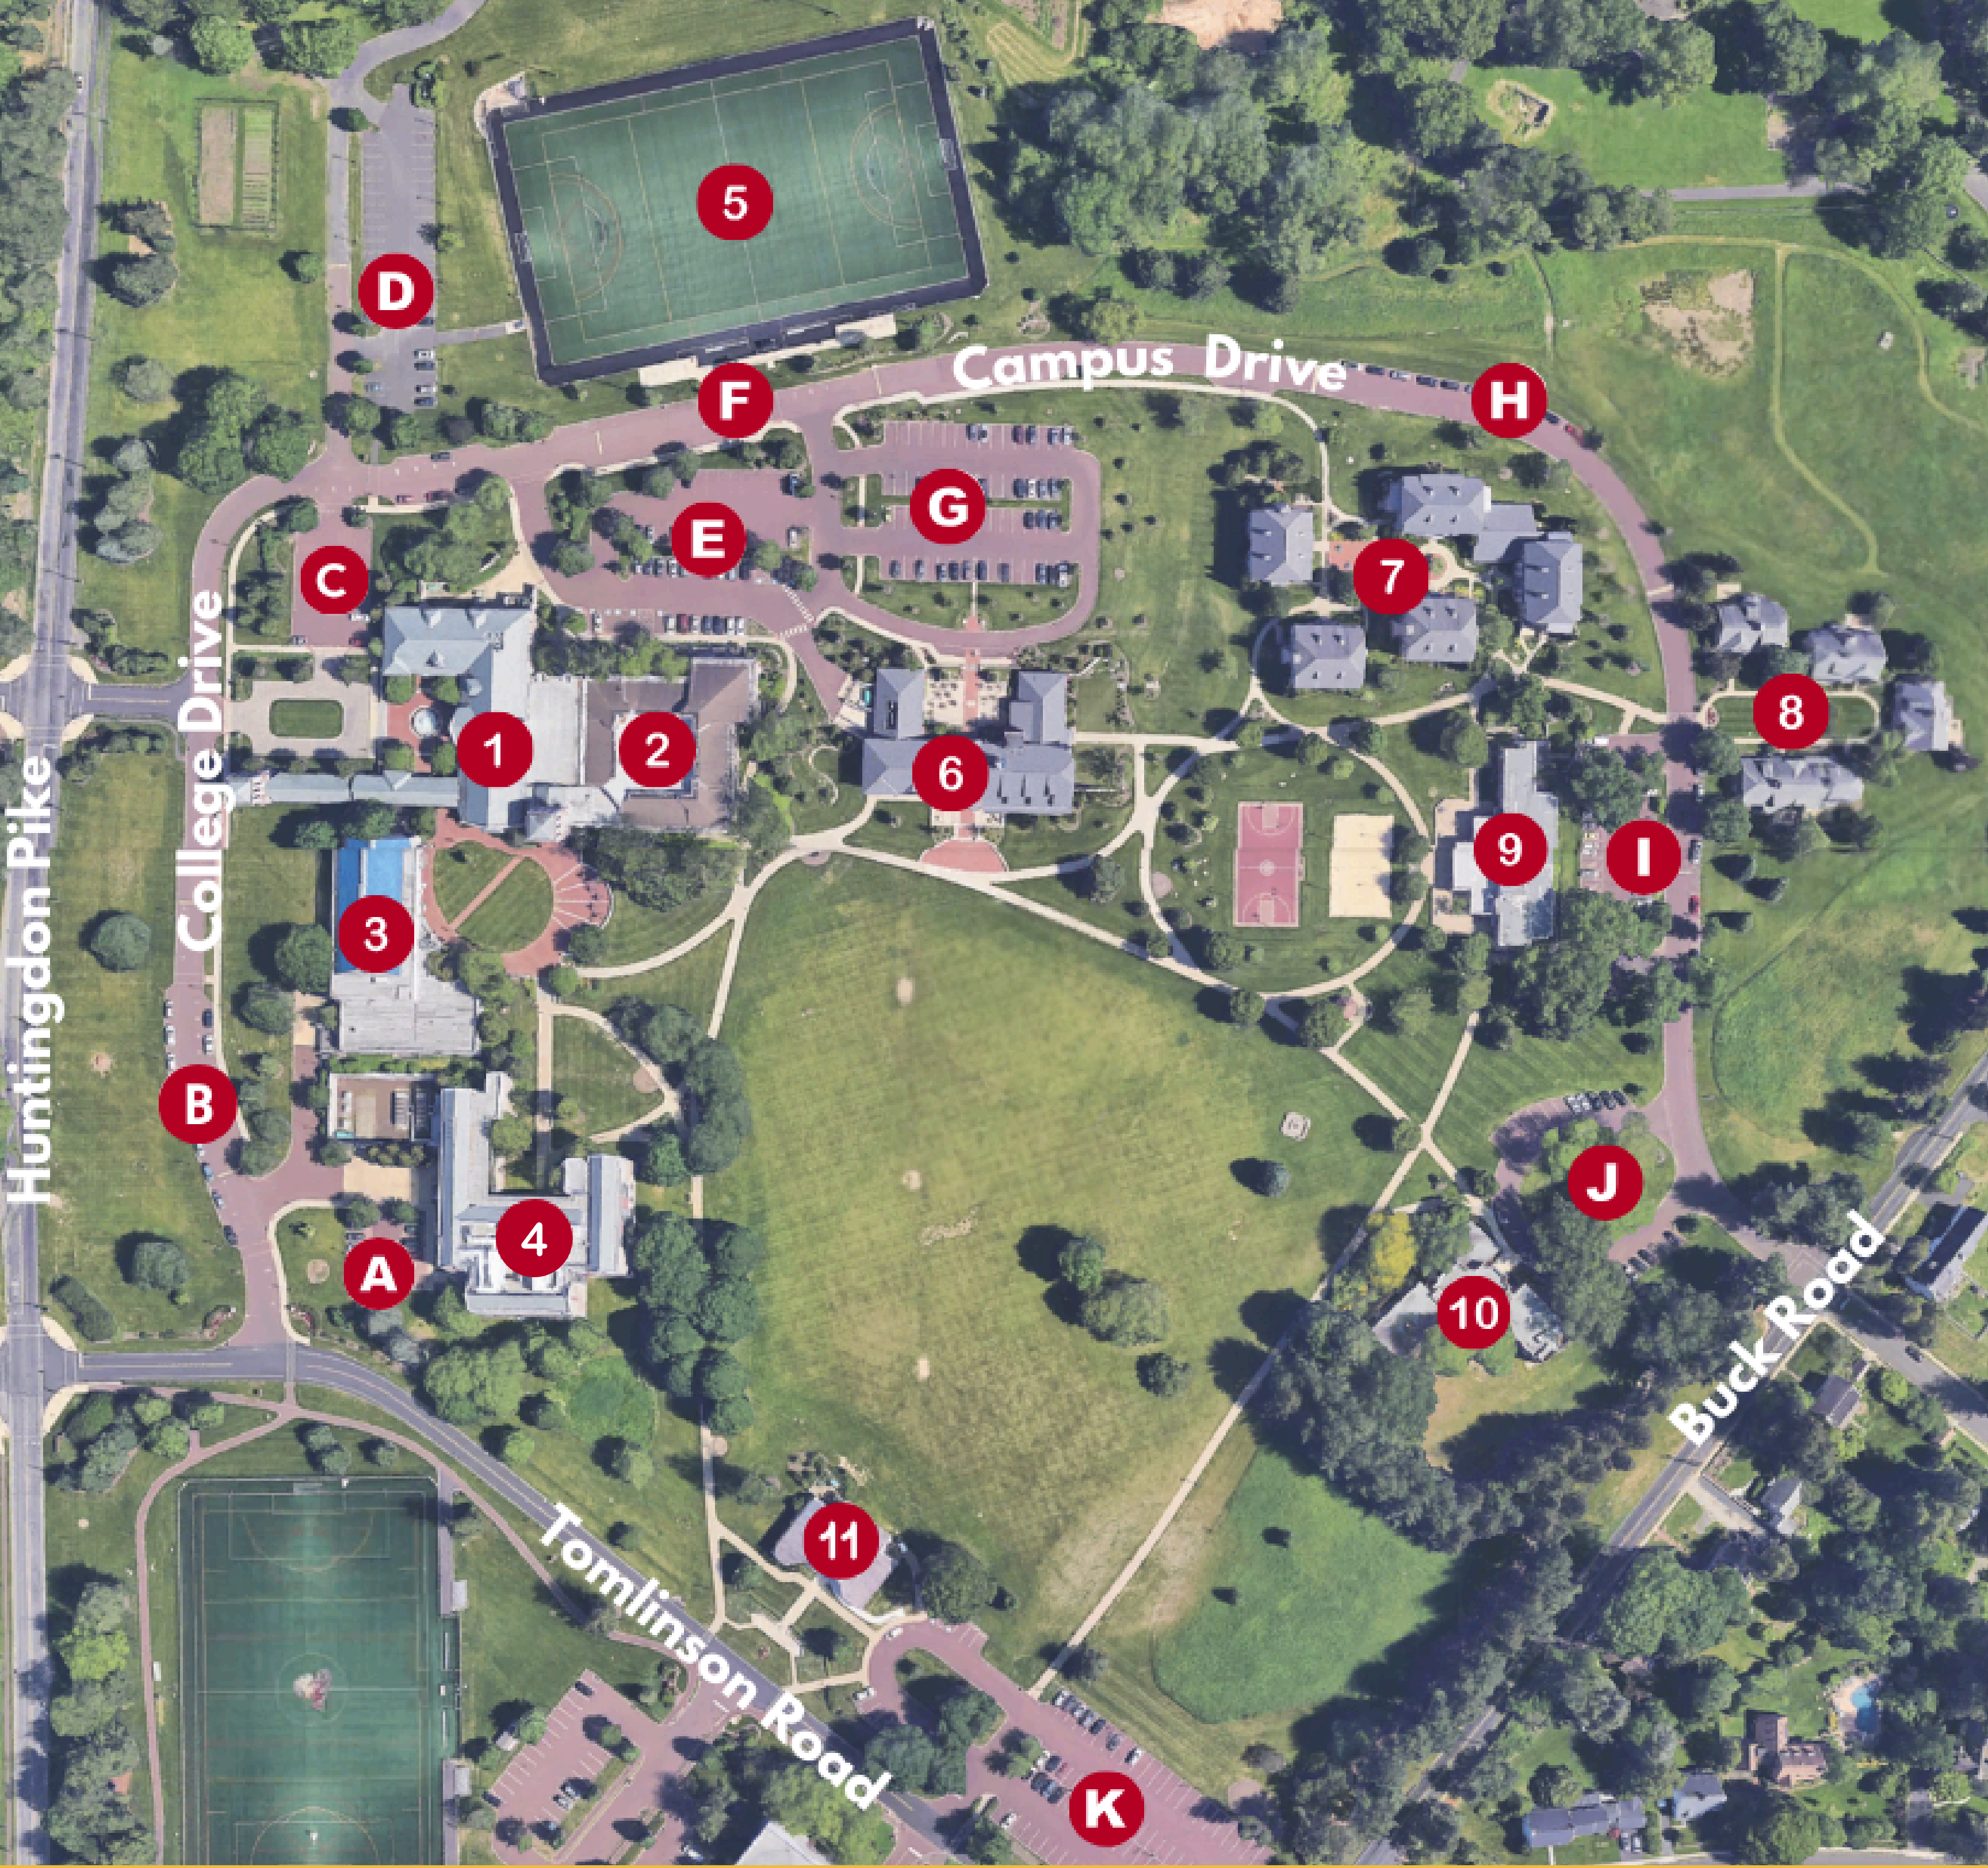 5
D
Campus Drive
F
H
G
E
C
7
College Drive
8
1
2
6
Huntingdon Pike
9
I
3
B
J
4
A
Buck Road
10
11
Tomlinson Road
K